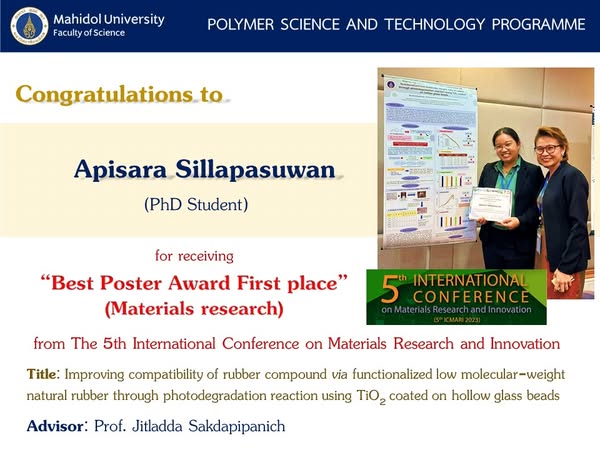 Mahidol University
Faculty of Science
POLYMER SCIENCE AND TECHNOLOGY PROGRAMME
Congratulations to
Apisara Sillapasuwan
(PhD Student)
for receiving
“Best Poster Award First place”
(Materials research)
5th INTERNATIONAL
CONFERENCE
on Materials Research and Innovation
(5th ICMARI 2023)
from The 5th International Conference on Materials Research and Innovation
Title: Improving compatibility of rubber compound via functionalized low molecular-weight
natural rubber through photodegradation reaction using TiO2 coated on hollow glass beads
Advisor: Prof. Jitladda Sakdapipanich